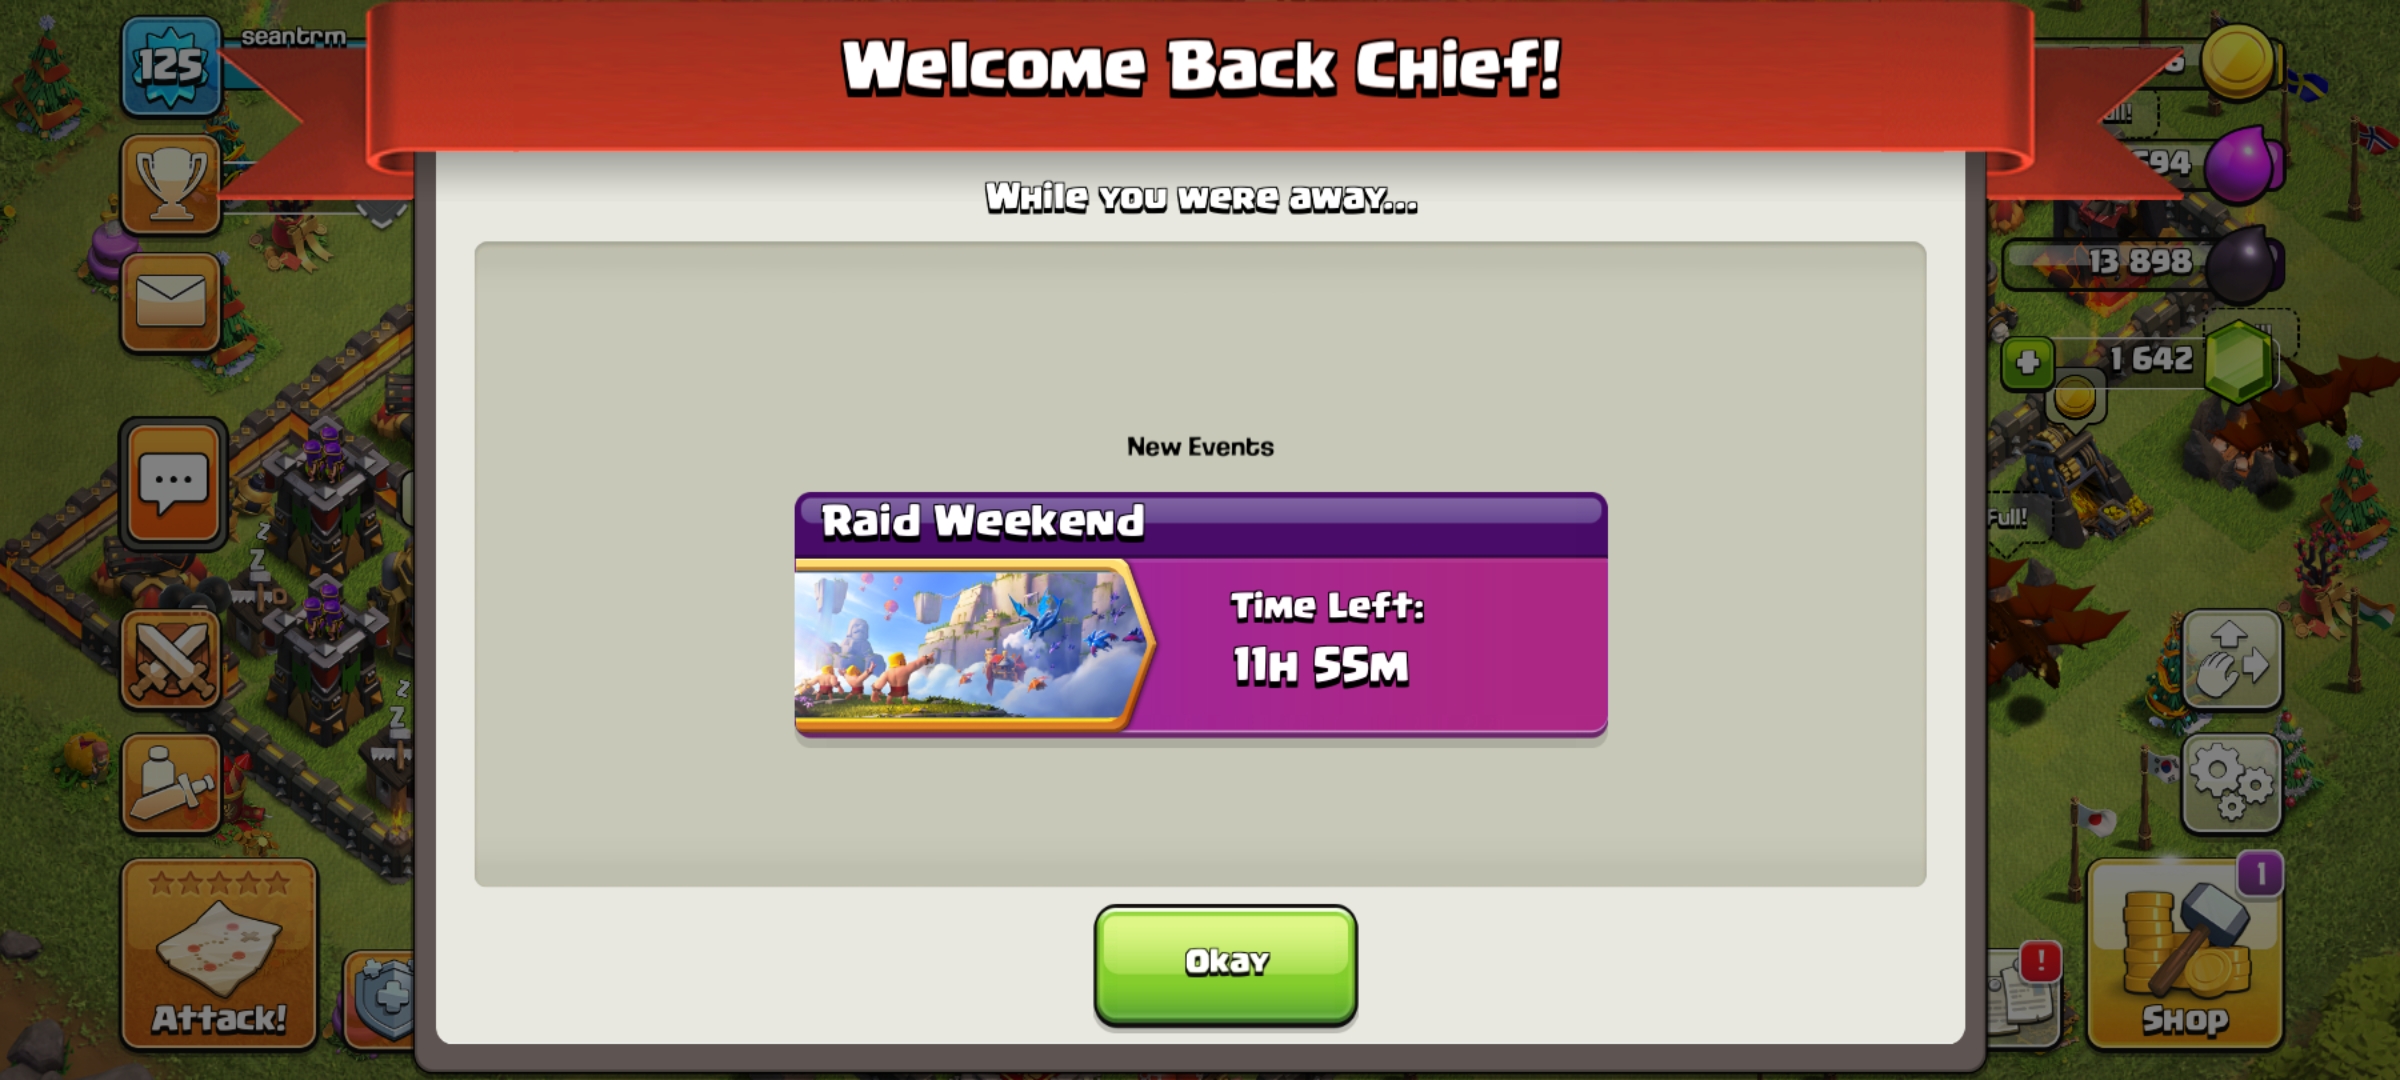 125
seantrm
Welcome Back Chief!
While you were away...
694
13 898
1 642
New Events
Raid Weekend
Full!
Time Left:
11H 55M
z
Z
z
Z
1
Okay
!
Attack!
Shop